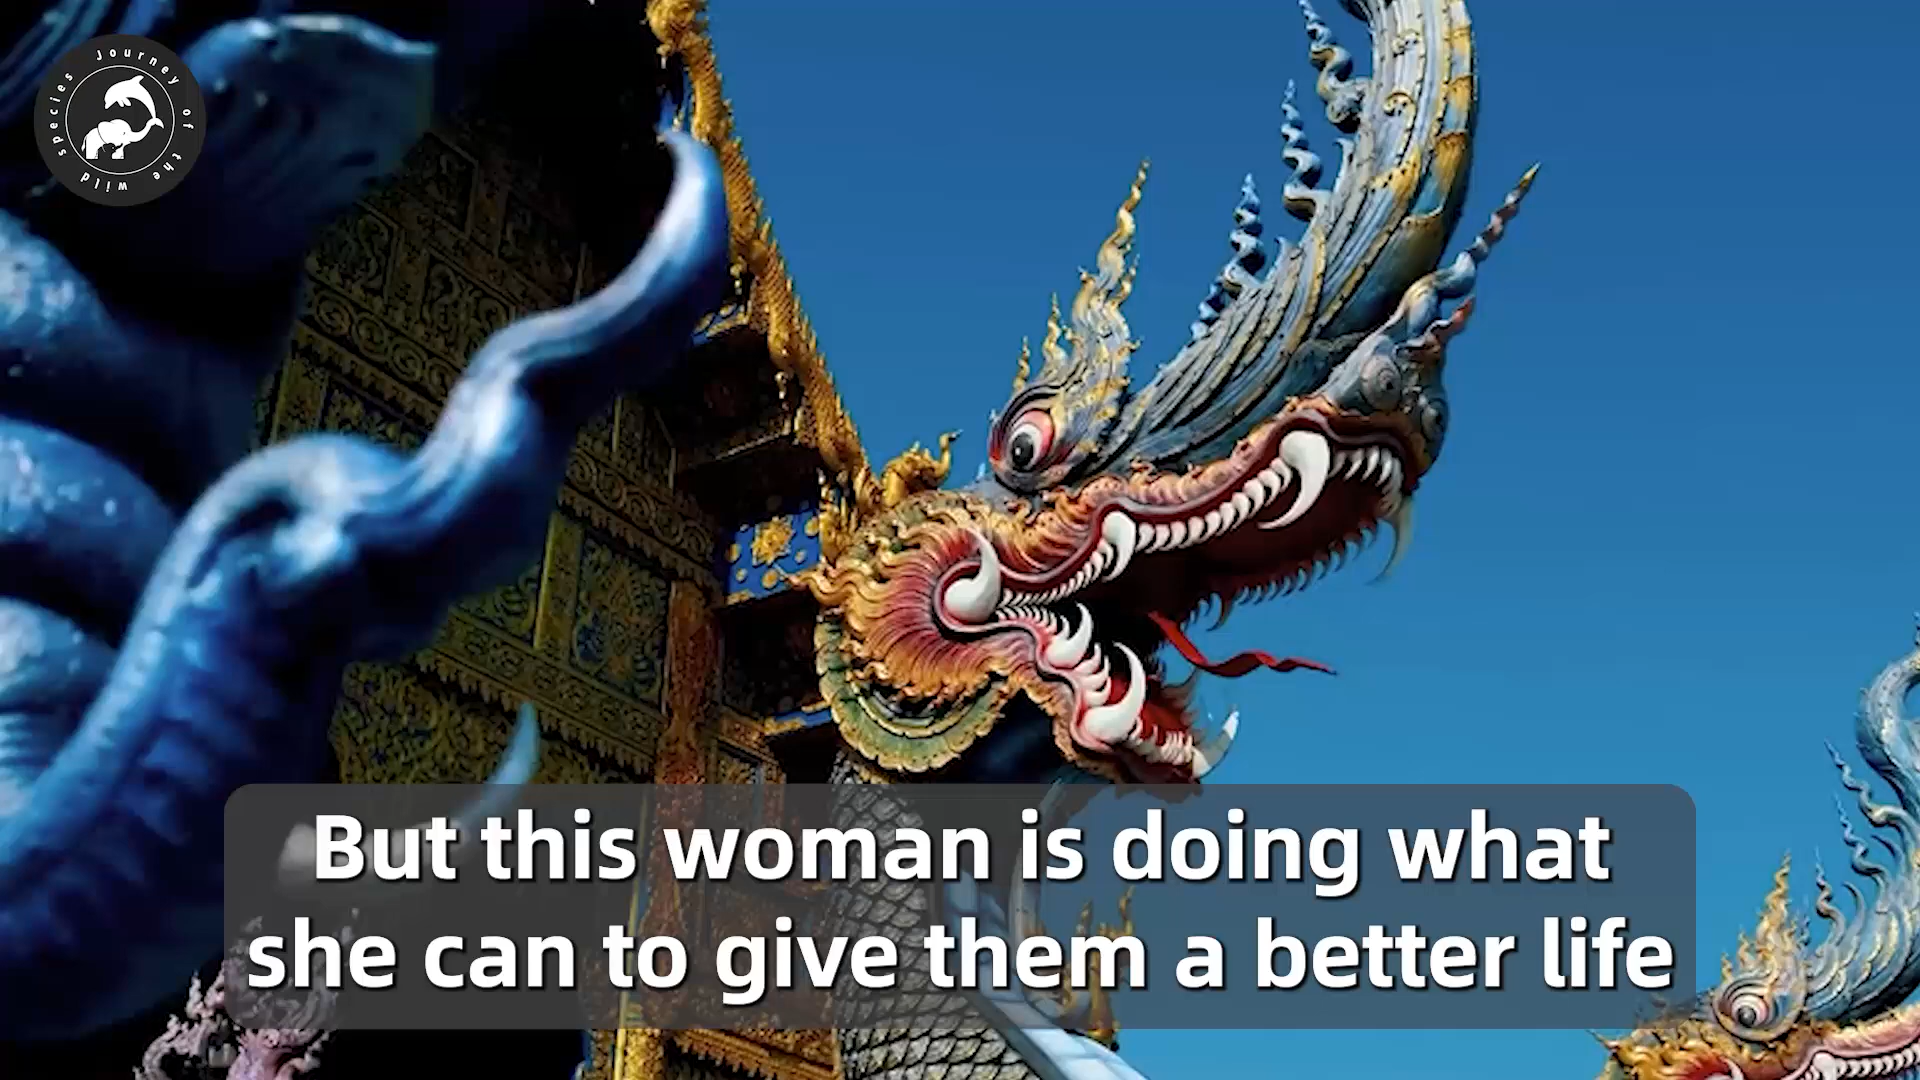 Journey of the wild species
But this woman is doing what
she can to give them a better life